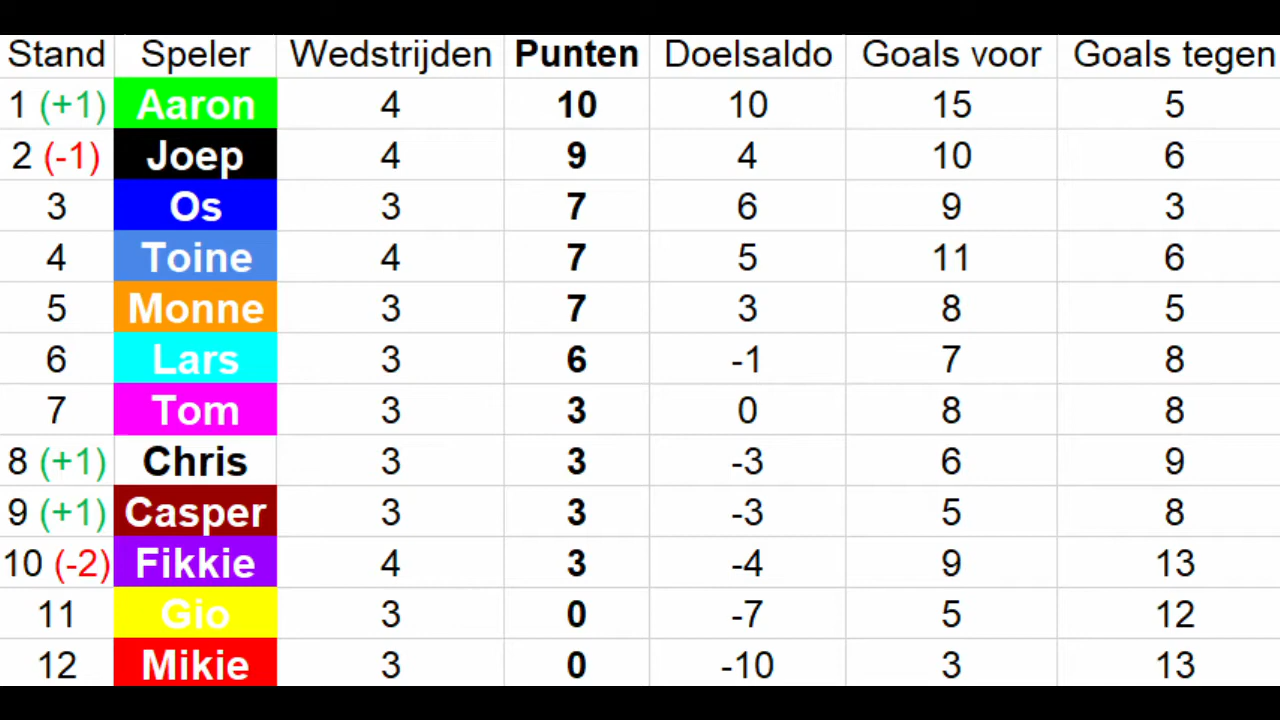 Stand Speler Wedstrijden Punten Doelsaldo Goals voor Goals tegen
1 (+1) Aaron 4 10 10 15 5
2 (-1) Joep 4 9 4 10 6
3 Os 3 7 6 9 3
4 Toine 4 7 5 11 6
5 Monne 3 7 3 8 5
6 Lars 3 6 -1 7 8
7 Tom 3 3 0 8 8
8 (+1) Chris 3 3 -3 6 9
9 (+1) Casper 3 3 -3 5 8
10 (-2) Fikkie 4 3 -4 9 13
11 Gio 3 0 -7 5 12
12 Mikie 3 0 -10 3 13